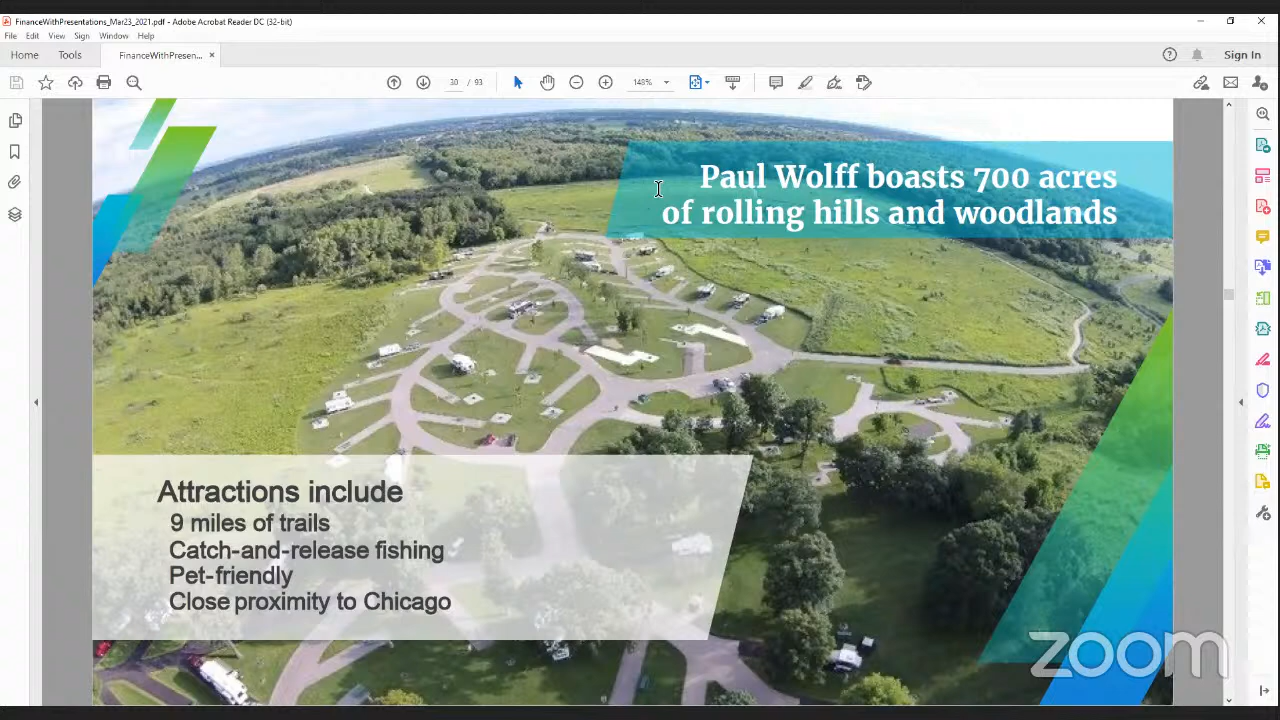 FinanceWithPresentations_Mar23_2021.pdf - Adobe Acrobat Reader DC (32-bit)
File Edit View Sign Window Help
Home Tools FinanceWithPresen... × Sign In
30 / 93 148%
Paul Wolff boasts 700 acres
of rolling hills and woodlands
Attractions include
9 miles of trails
Catch-and-release fishing
Pet-friendly
Close proximity to Chicago
zoom